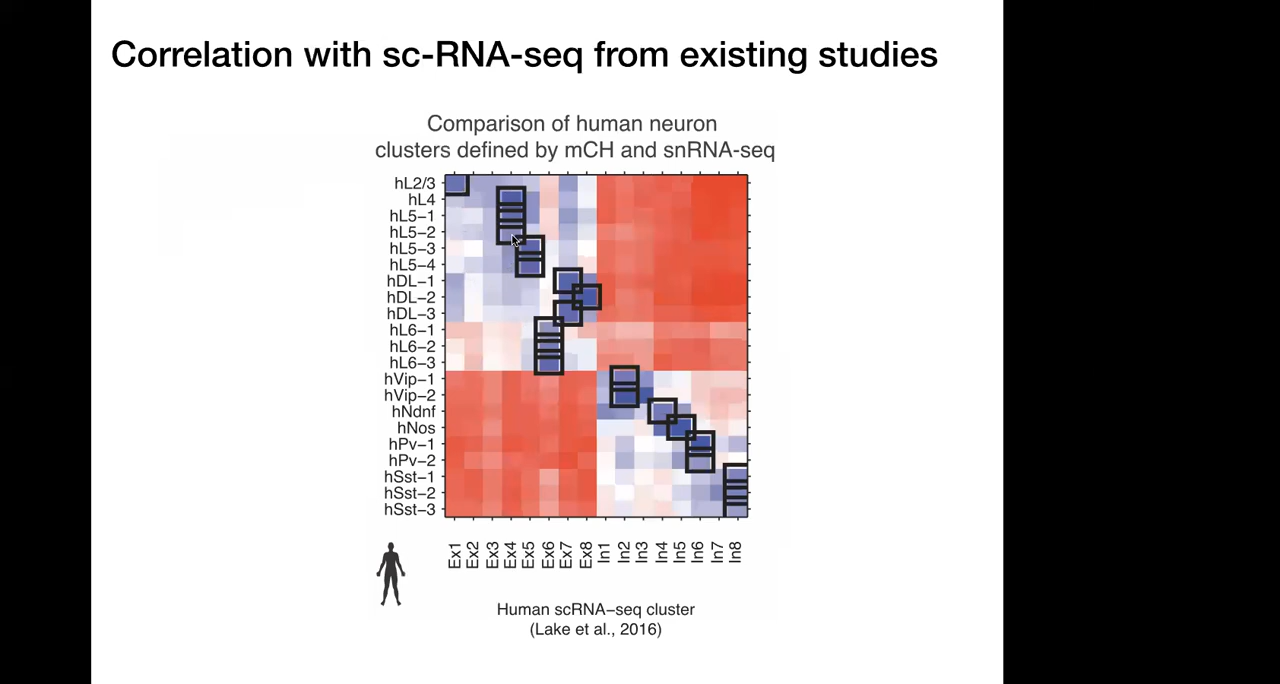 Correlation with sc-RNA-seq from existing studies
Comparison of human neuron
clusters defined by mCH and snRNA-seq
hL2/3
hL4
hL5−1
hL5−2
hL5−3
hL5−4
hDL−1
hDL−2
hDL−3
hL6−1
hL6−2
hL6−3
hVip−1
hVip−2
hNdnf
hNos
hPv−1
hPv−2
hSst−1
hSst−2
hSst−3
Ex1
Ex2
Ex3
Ex4
Ex5
Ex6
Ex7
Ex8
In1
In2
In3
In4
In5
In6
In7
In8
Human scRNA−seq cluster
(Lake et al., 2016)